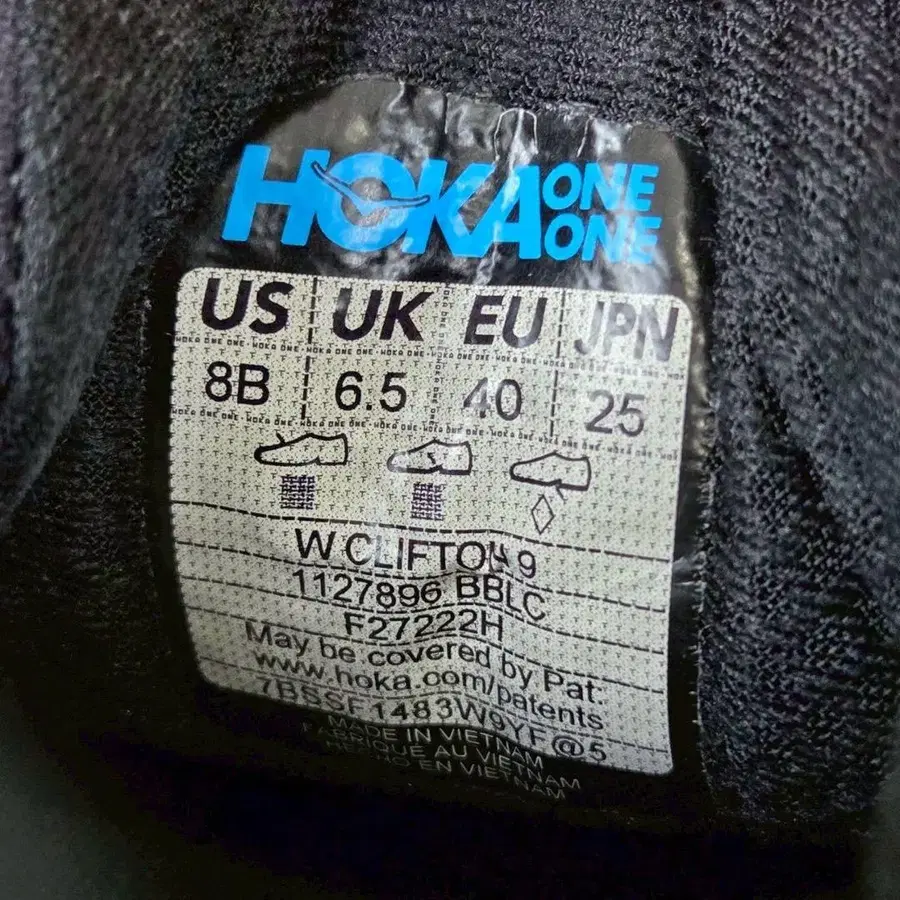 HOKA ONE ONE
US UK EU JPN
8B 6.5 40 25
W CLIFTON 9
1127896 BBLC
F27222H
May be covered by Pat:
www.hoka.com/patents
7BSSF1483W9YF@5
MADE IN VIETNAM
FABRIQUÉ AU VIETNAM
HECHO EN VIETNAM